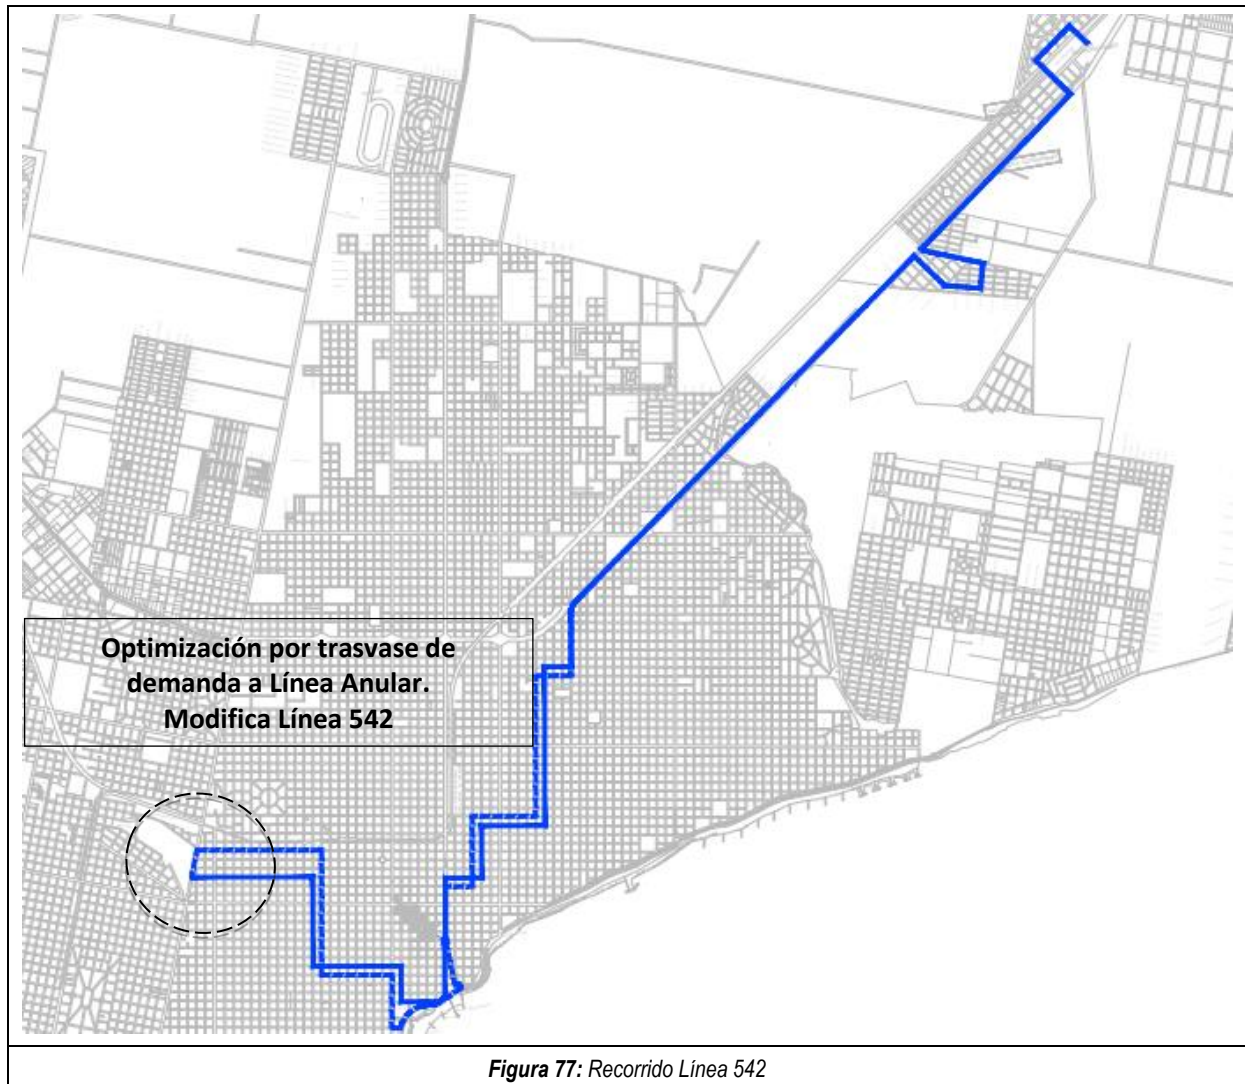 Optimización por trasvase de
demanda a Línea Anular.
Modifica Línea 542
Figura 77: Recorrido Línea 542